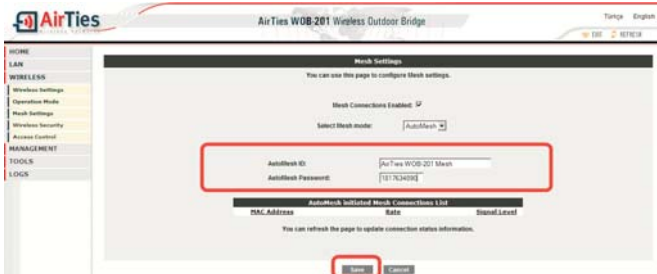 AirTies
AirTies WOB-201 Wireless Outdoor Bridge
Türkçe English
EXIT REFRESH
HOME
LAN
WIRELESS
Wireless Settings
Operation Mode
Mesh Settings
Wireless Security
Access Control
MANAGEMENT
TOOLS
LOGS
Mesh Settings
You can use this page to configure Mesh settings.
Mesh Connections Enabled:
Select Mesh mode: AutoMesh
AutoMesh ID: AirTies WOB-201 Mesh
AutoMesh Password: 1817634890
AutoMesh initiated Mesh Connections List
MAC Address Rate Signal Level
You can refresh the page to update connection status information.
Save Cancel